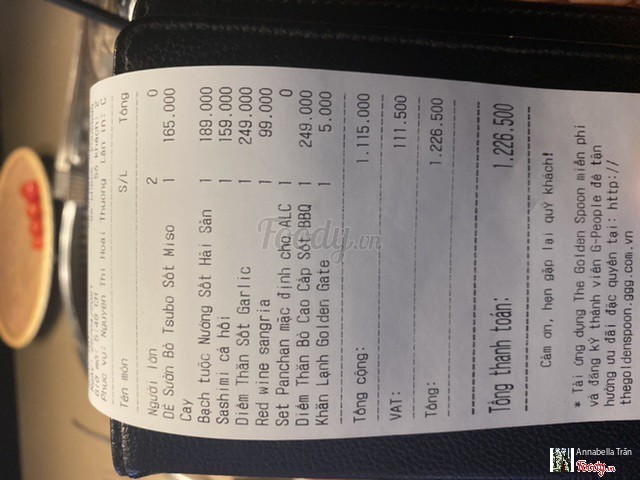 Phục vụ: Nguyễn Thị Hoài Thương Lần in: C
Tên món S/L Tổng
Người lớn 2 0
DẺ Sườn Bò Tsubo Sốt Miso 1 165.000
Cay
Bạch tuộc Nướng Sốt Hải Sản 1 189.000
Sashimi cá hồi 1 159.000
Diềm Thăn Sốt Garlic 1 249.000
Red wine sangria 1 99.000
Set Panchan mặc định cho ALC 1 0
Diềm Thăn Bò Cao Cấp Sốt BBQ 1 249.000
Khăn Lạnh Golden Gate 1 5.000
Tổng cộng: 1.115.000
VAT: 111.500
Tổng: 1.226.500
Tổng thanh toán: 1.226.500
Cảm ơn, hẹn gặp lại quý khách!
* Tải ứng dụng The Golden Spoon miễn phí
và đăng ký thành viên G-People để tận
hưởng ưu đãi đặc quyền tại: http://
thegoldenspoon.ggg.com.vn
Foody.vn
Annabella Trần
Foody.vn